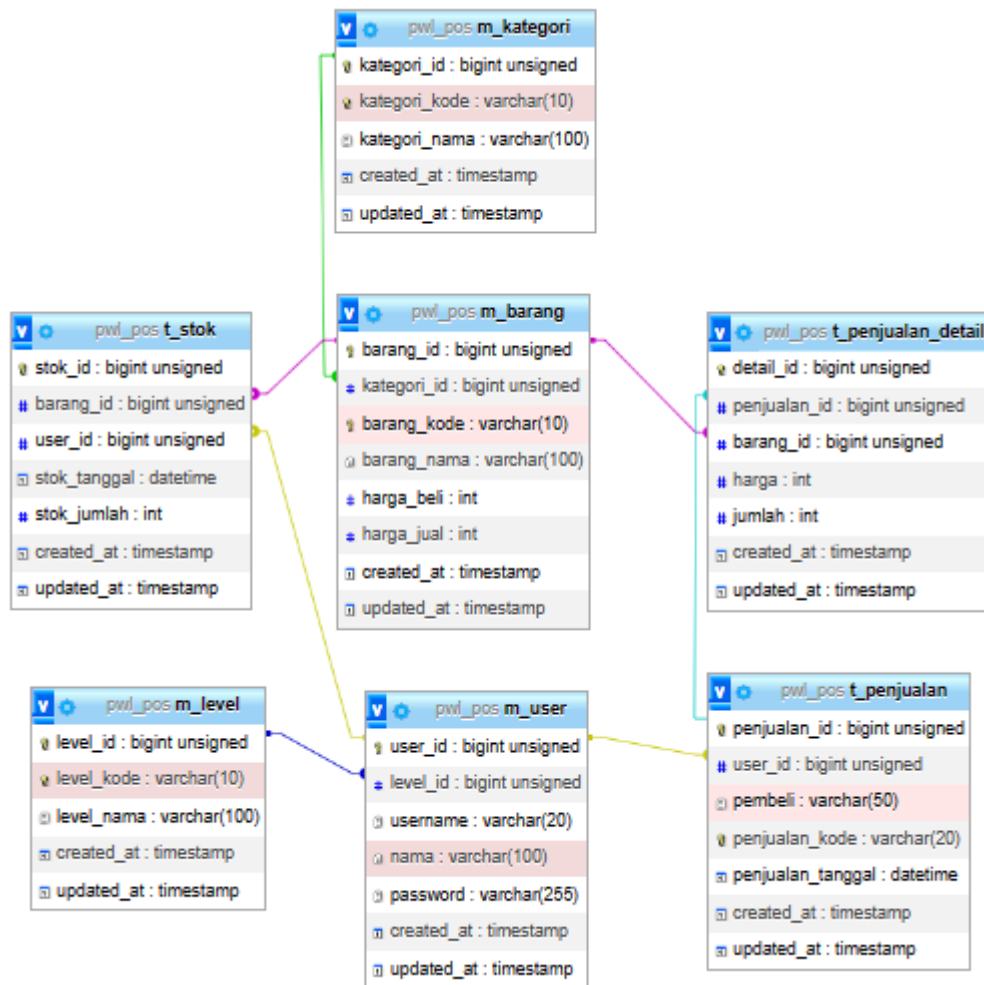 v pwl_pos m_kategori
kategori_id : bigint unsigned
kategori_kode : varchar(10)
kategori_nama : varchar(100)
created_at : timestamp
updated_at : timestamp
v pwl_pos t_stok
stok_id : bigint unsigned
# barang_id : bigint unsigned
# user_id : bigint unsigned
stok_tanggal : datetime
# stok_jumlah : int
created_at : timestamp
updated_at : timestamp
v pwl_pos m_barang
barang_id : bigint unsigned
# kategori_id : bigint unsigned
barang_kode : varchar(10)
barang_nama : varchar(100)
# harga_beli : int
# harga_jual : int
created_at : timestamp
updated_at : timestamp
v pwl_pos t_penjualan_detail
detail_id : bigint unsigned
# penjualan_id : bigint unsigned
# barang_id : bigint unsigned
# harga : int
# jumlah : int
created_at : timestamp
updated_at : timestamp
v pwl_pos m_level
level_id : bigint unsigned
level_kode : varchar(10)
level_nama : varchar(100)
created_at : timestamp
updated_at : timestamp
v pwl_pos m_user
user_id : bigint unsigned
# level_id : bigint unsigned
username : varchar(20)
nama : varchar(100)
password : varchar(255)
created_at : timestamp
updated_at : timestamp
v pwl_pos t_penjualan
penjualan_id : bigint unsigned
# user_id : bigint unsigned
pembeli : varchar(50)
penjualan_kode : varchar(20)
penjualan_tanggal : datetime
created_at : timestamp
updated_at : timestamp